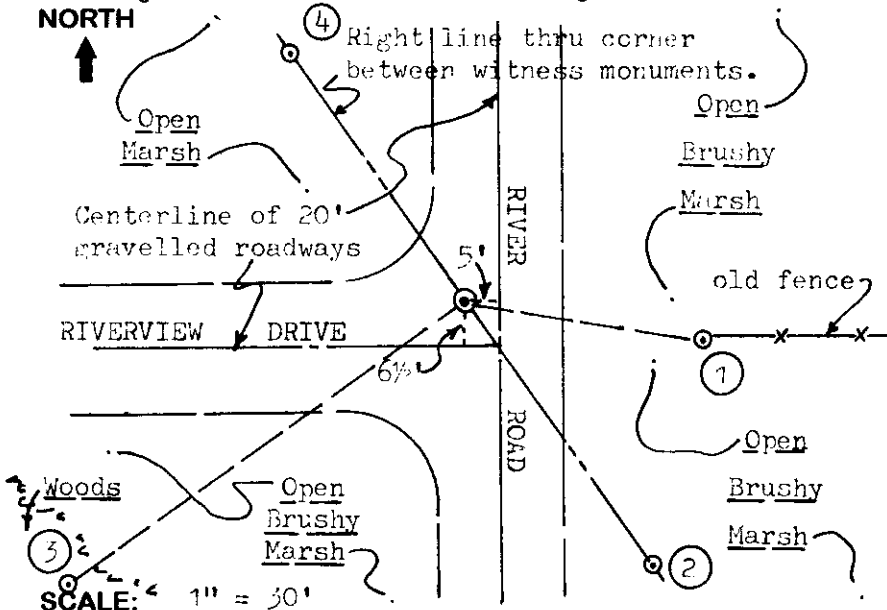 NORTH
4
Right line thru corner
between witness monuments.
Open
Marsh
Open
Brushy
Marsh
Centerline of 20'
gravelled roadways
RIVER
5'
old fence
RIVERVIEW DRIVE
6½'
1
ROAD
Woods
Open
Brushy
Marsh
Open
Brushy
Marsh
3
2
SCALE: 1" = 30'